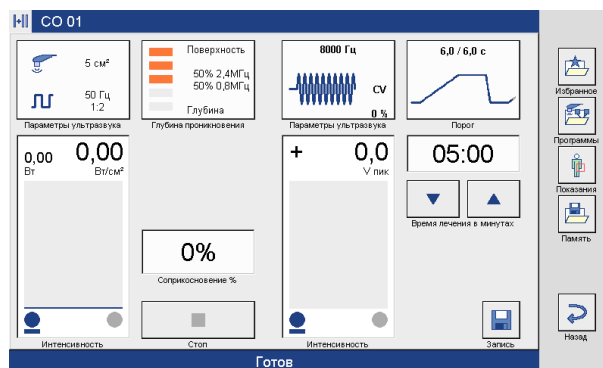 CO 01
5 см²
50 Гц
1:2
Параметры ультразвука
Поверхность
50% 2,4МГц
50% 0,8МГц
Глубина
Глубина проникновения
8000 Гц
CV
0 %
Параметры ультразвука
6,0 / 6,0 с
Порог
0,00
Вт
0,00
Вт/см²
Интенсивность
0%
Соприкосновение %
Стоп
+
0,0
V пик
Интенсивность
05:00
Время лечения в минутах
Запись
Избранное
Программы
Показания
Память
Назад
Готов